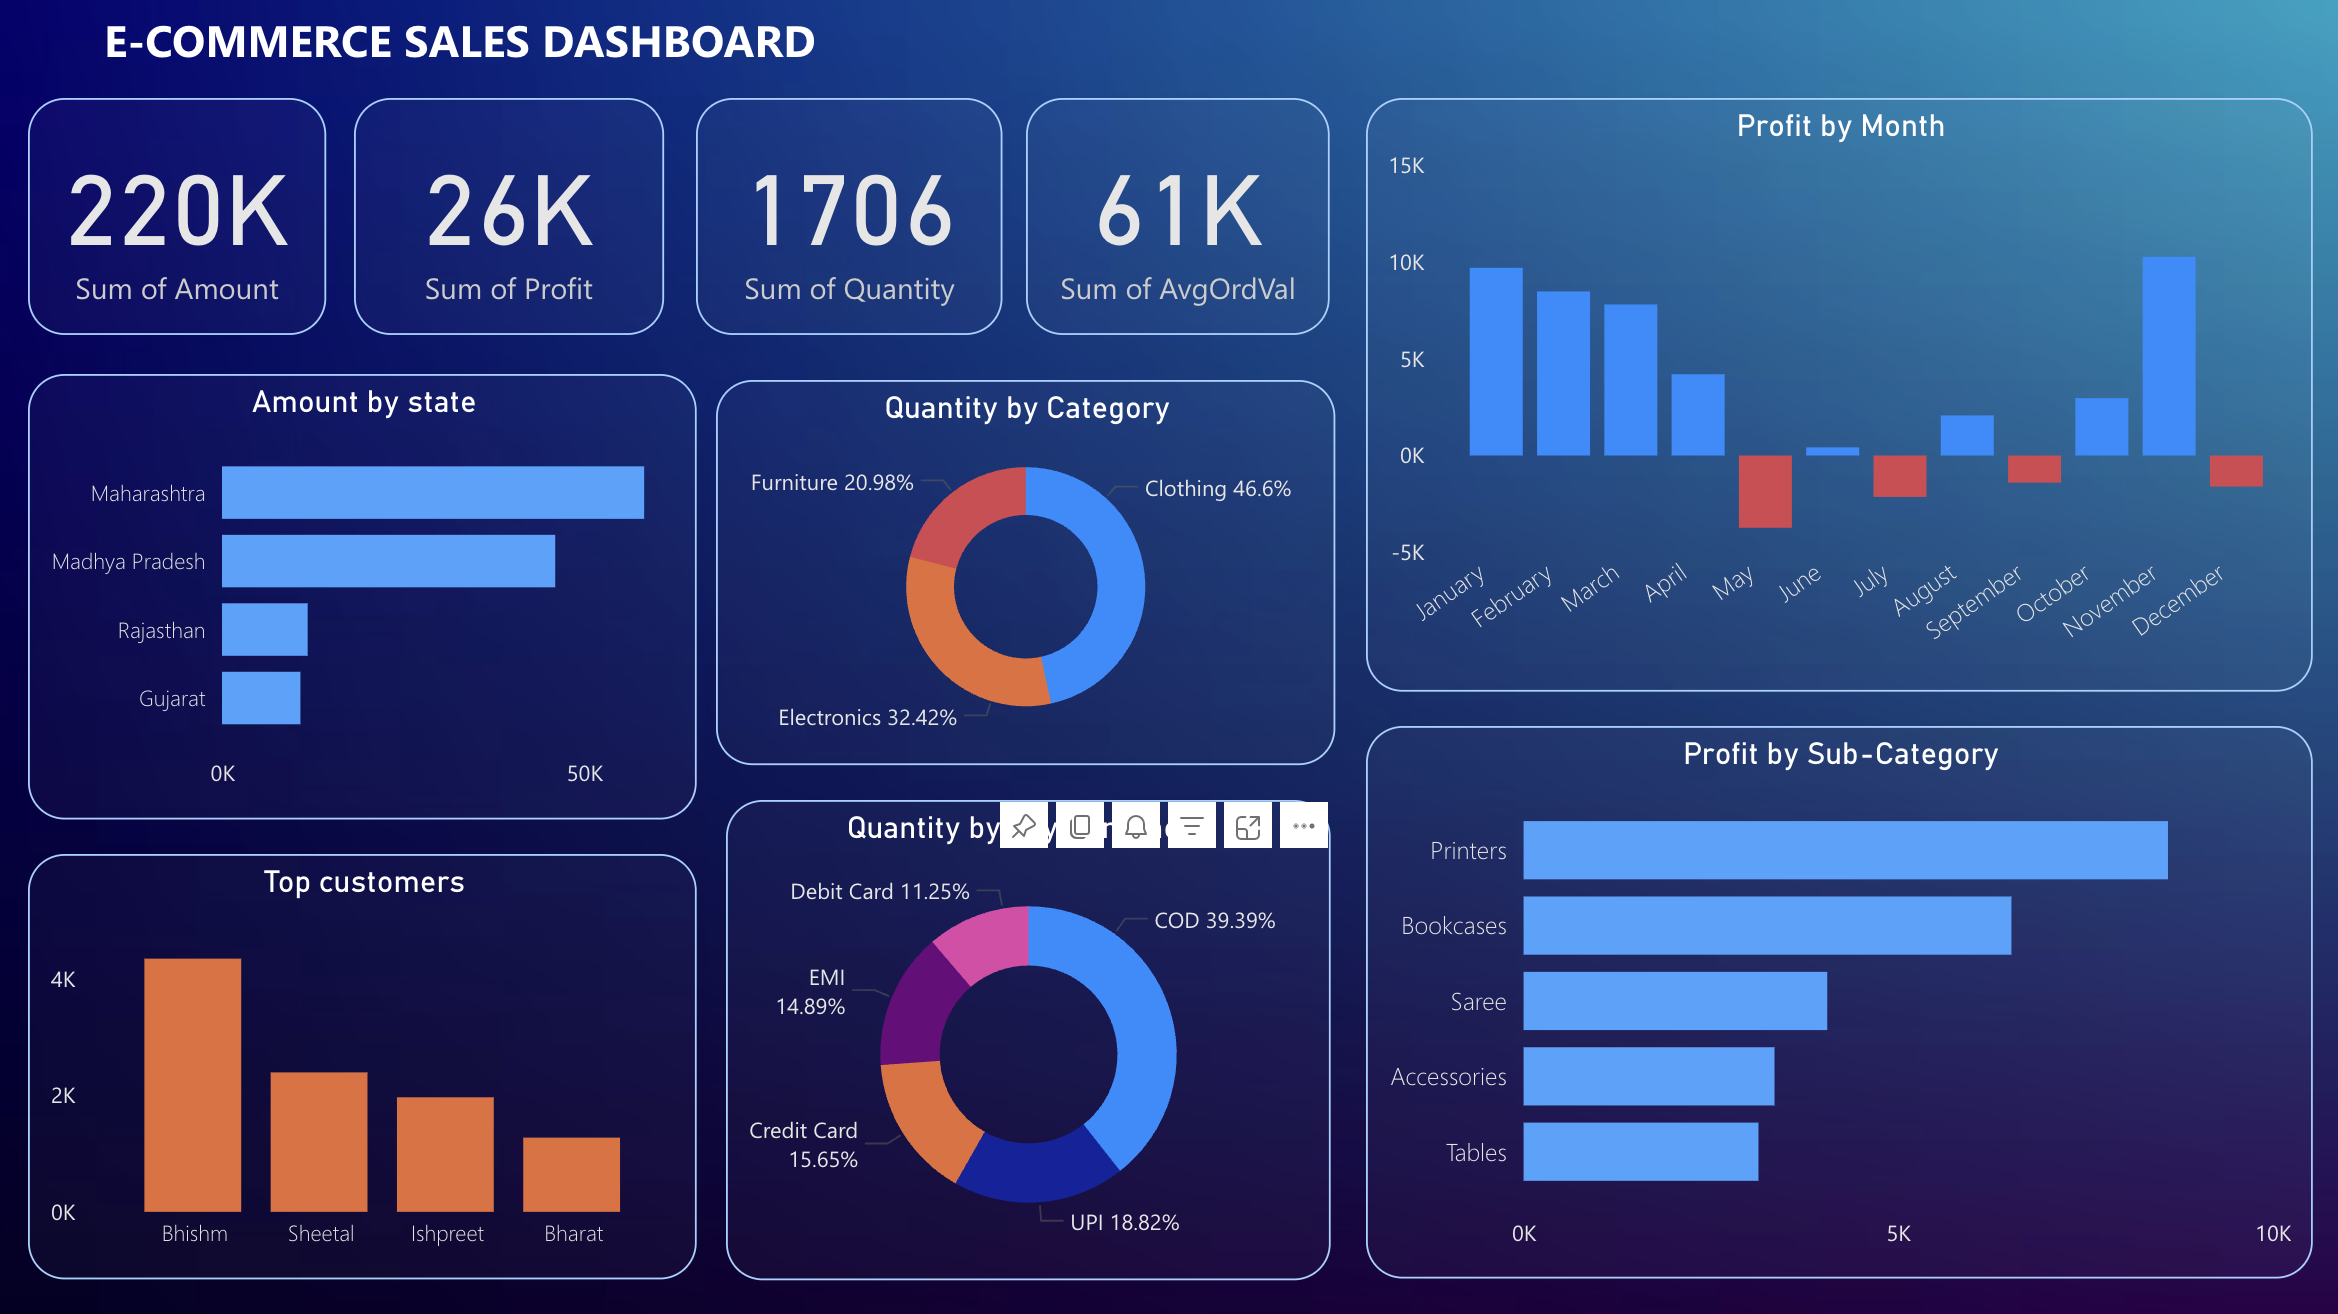 E-COMMERCE SALES DASHBOARD
220K
Sum of Amount
26K
Sum of Profit
1706
Sum of Quantity
61K
Sum of AvgOrdVal
Profit by Month
15K
10K
5K
0K
-5K
January
February
March
April
May
June
July
August
September
October
November
December
Amount by state
Maharashtra
Madhya Pradesh
Rajasthan
Gujarat
0K
50K
Quantity by Category
Furniture 20.98%
Clothing 46.6%
Electronics 32.42%
Top customers
4K
2K
0K
Bhishm
Sheetal
Ishpreet
Bharat
Quantity by
Debit Card 11.25%
COD 39.39%
EMI
14.89%
Credit Card
15.65%
UPI 18.82%
Profit by Sub-Category
Printers
Bookcases
Saree
Accessories
Tables
0K
5K
10K